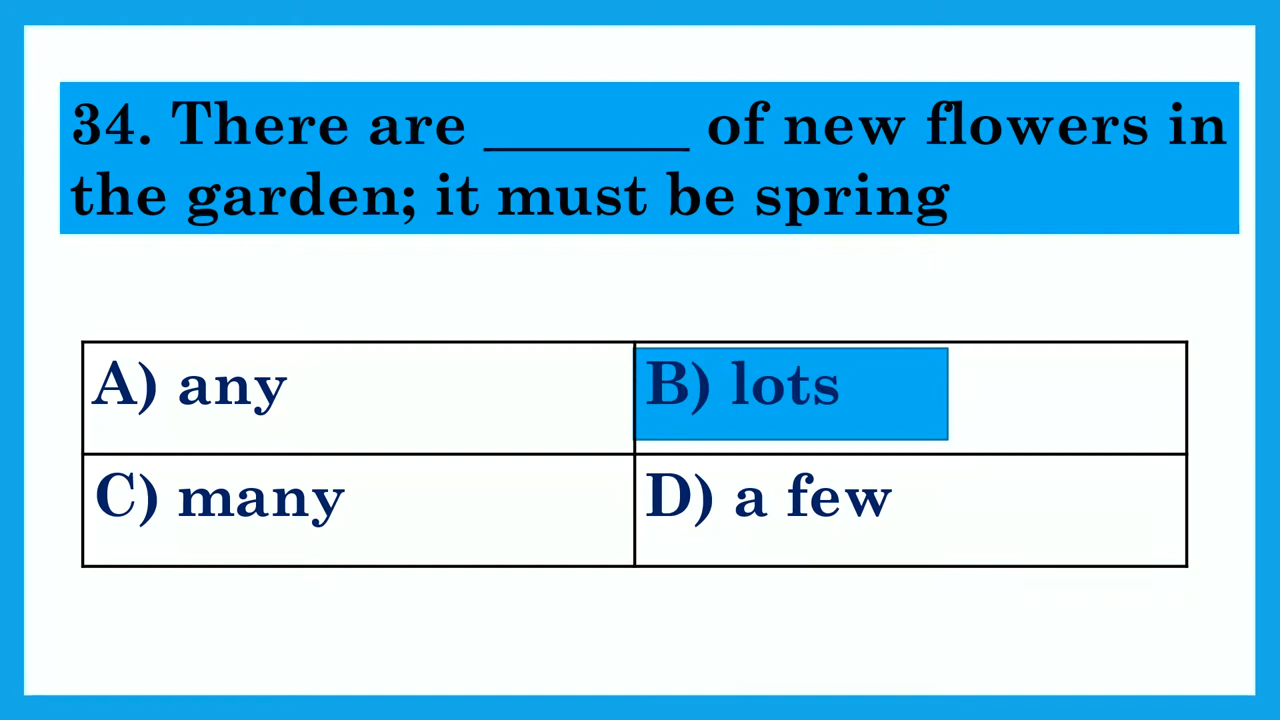 34. There are _______ of new flowers in
the garden; it must be spring
A) any
B) lots
C) many
D) a few